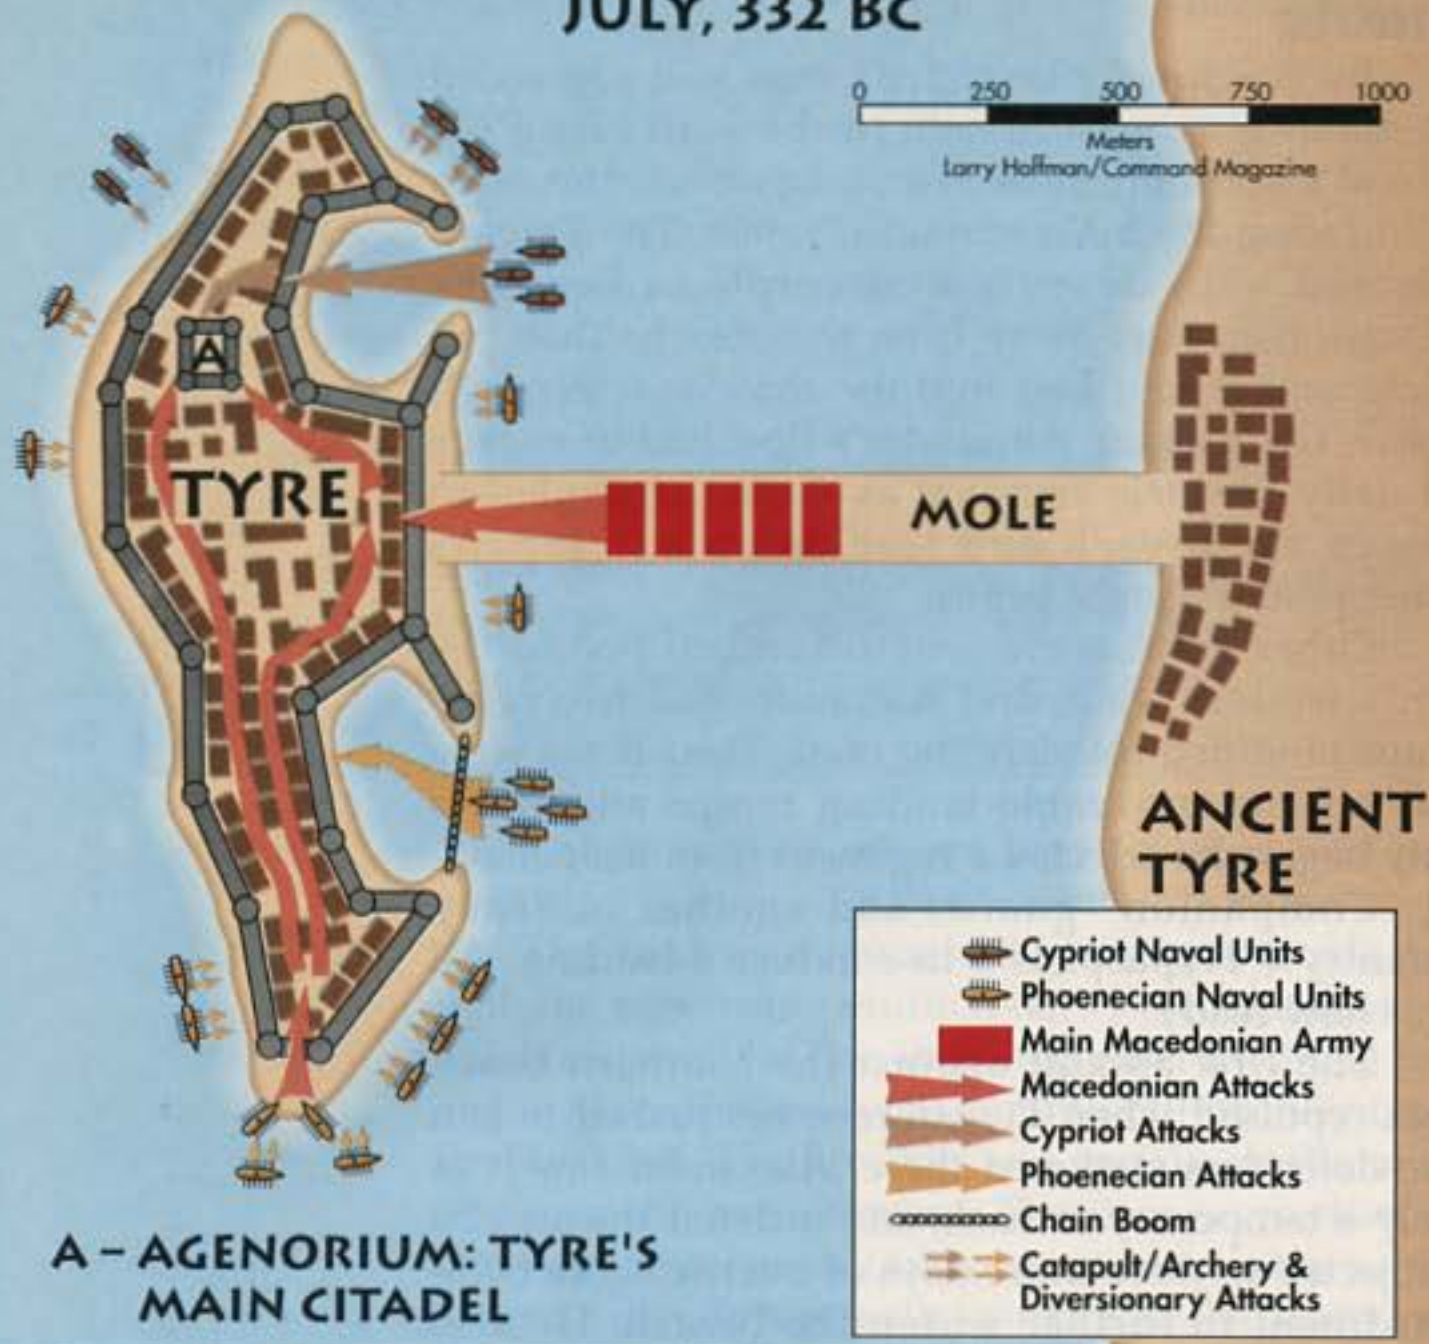 JULY, 332 BC
0 250 500 750 1000
Meters
Larry Hoffman/Command Magazine
A
TYRE
MOLE
ANCIENT
TYRE
Cypriot Naval Units
Phoenecian Naval Units
Main Macedonian Army
Macedonian Attacks
Cypriot Attacks
Phoenecian Attacks
Chain Boom
Catapult/Archery &
Diversionary Attacks
A – AGENORIUM: TYRE'S
MAIN CITADEL